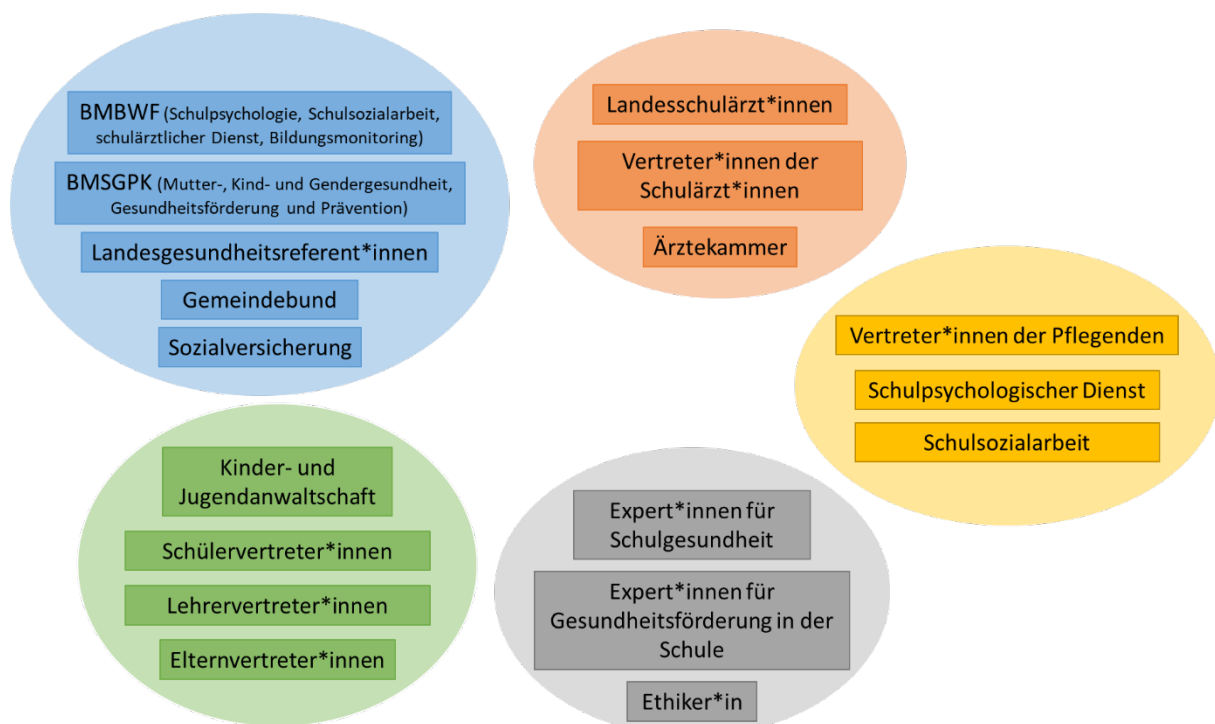 BMBWF (Schulpsychologie, Schulsozialarbeit,
schulärztlicher Dienst, Bildungsmonitoring)
BMSGPK (Mutter-, Kind- und Gendergesundheit,
Gesundheitsförderung und Prävention)
Landesgesundheitsreferent*innen
Gemeindebund
Sozialversicherung
Landesschulärzt*innen
Vertreter*innen der
Schulärzt*innen
Ärztekammer
Vertreter*innen der Pflegenden
Schulpsychologischer Dienst
Schulsozialarbeit
Kinder- und
Jugendanwaltschaft
Schülervertreter*innen
Lehrervertreter*innen
Elternvertreter*innen
Expert*innen für
Schulgesundheit
Expert*innen für
Gesundheitsförderung in der
Schule
Ethiker*in